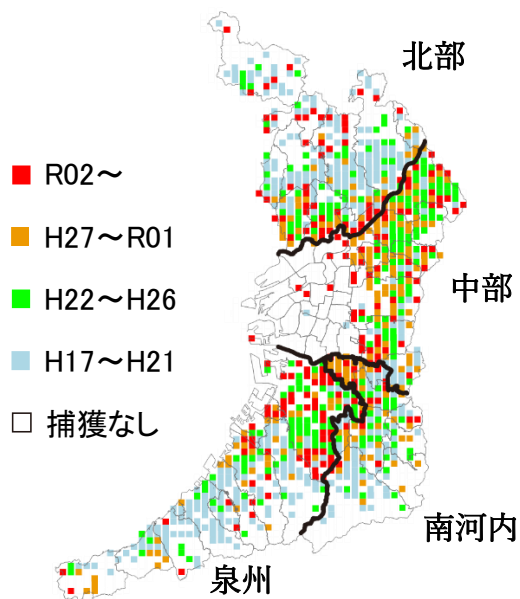 北部
R02～
H27～R01
H22～H26
H17～H21
捕獲なし
中部
南河内
泉州